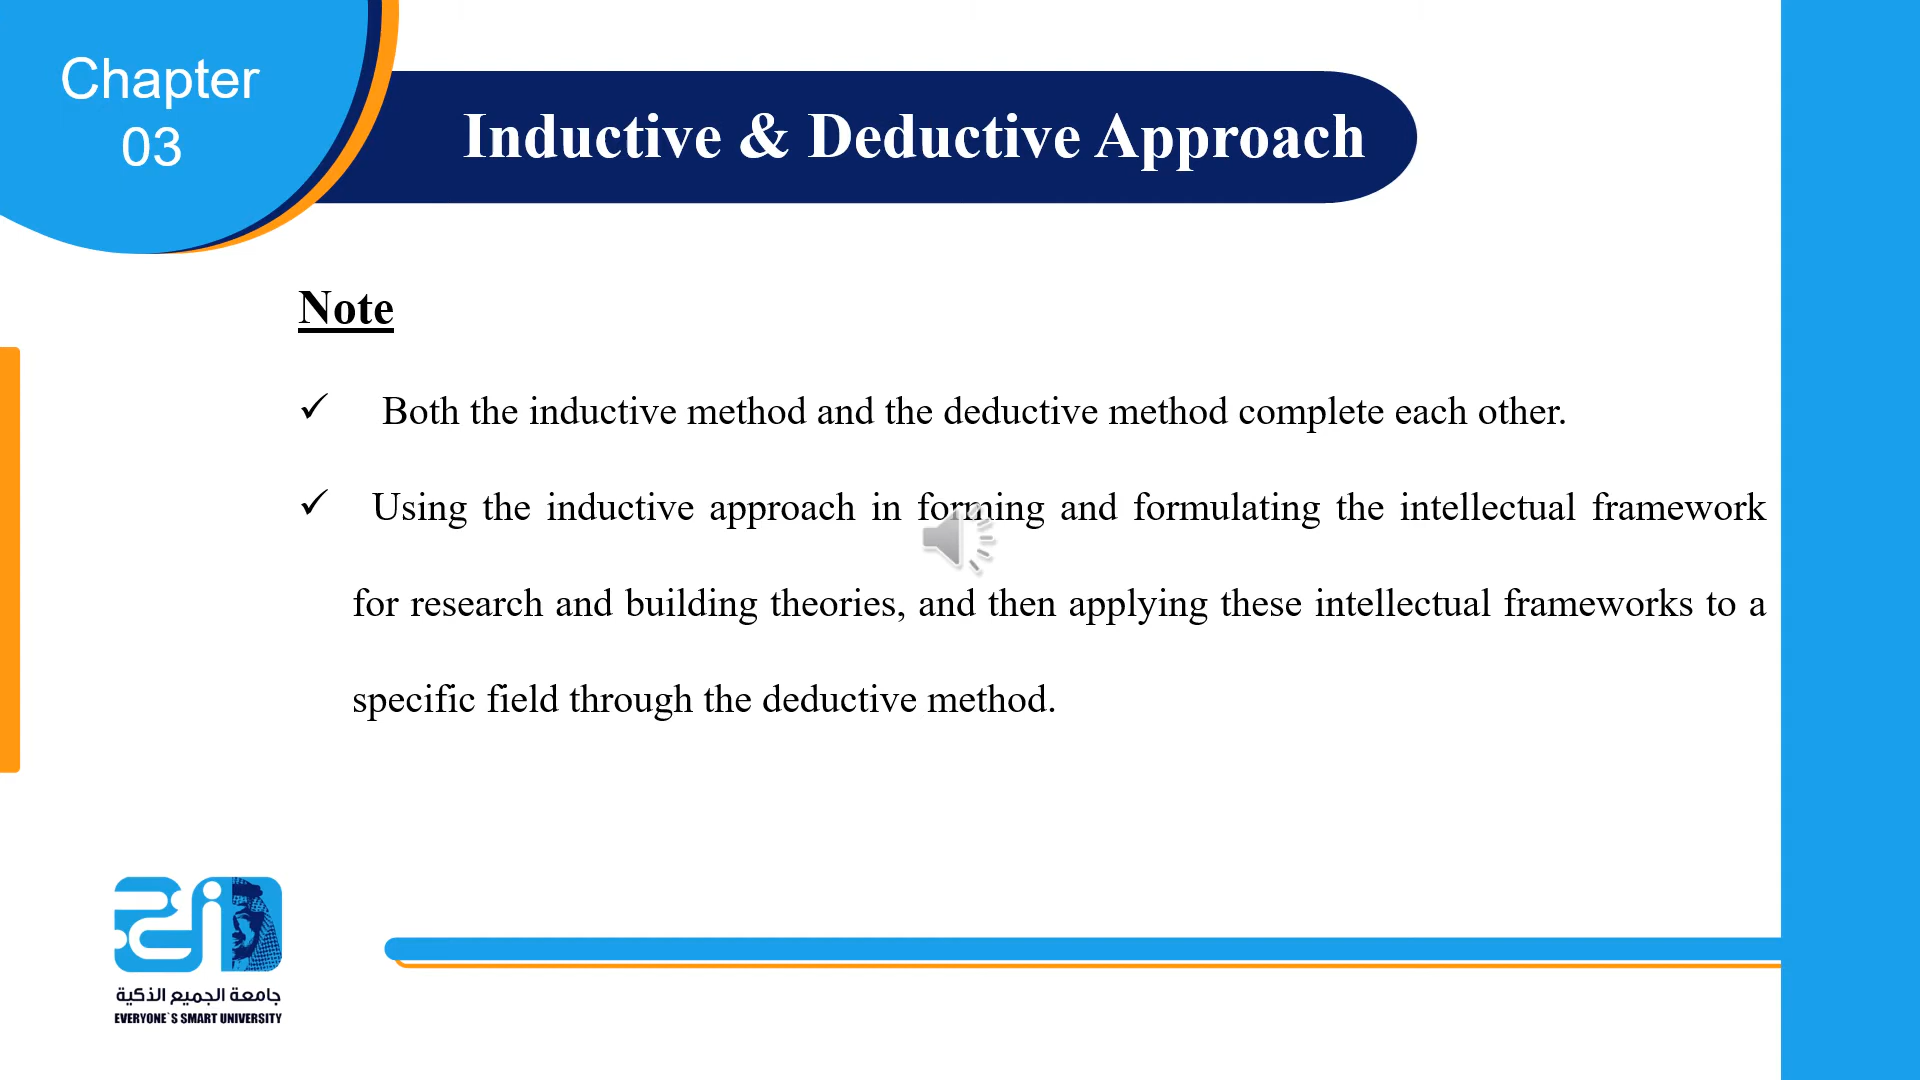 Chapter
03
Inductive & Deductive Approach
Note
✓ Both the inductive method and the deductive method complete each other.
✓ Using the inductive approach in forming and formulating the intellectual framework
for research and building theories, and then applying these intellectual frameworks to a
specific field through the deductive method.
جامعة الجميع الذكية
EVERYONE`S SMART UNIVERSITY